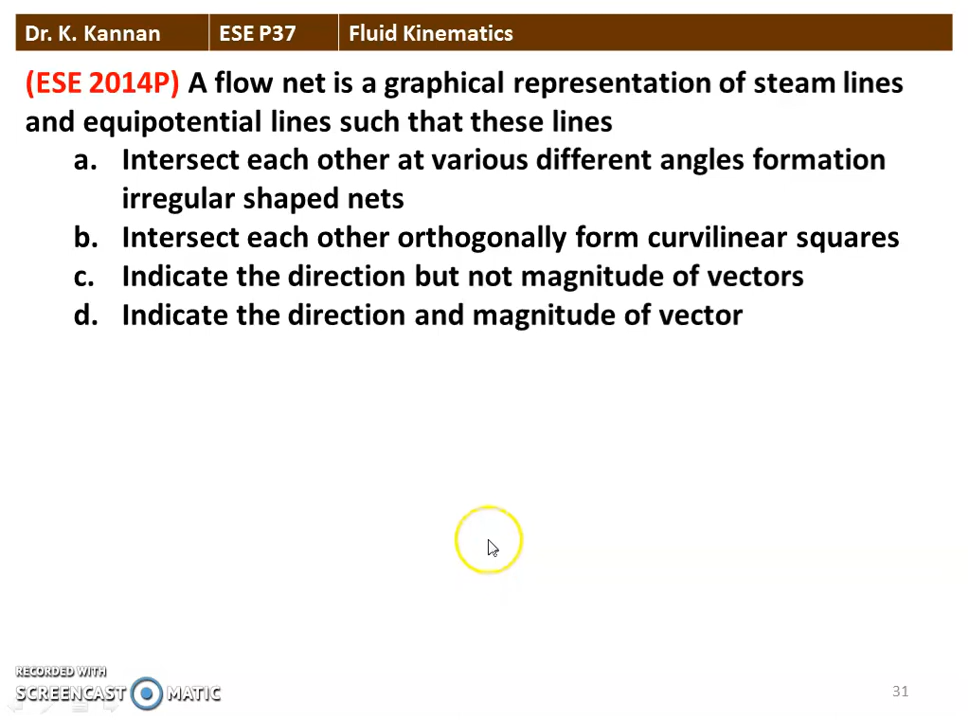 Dr. K. Kannan ESE P37 Fluid Kinematics
(ESE 2014P) A flow net is a graphical representation of steam lines
and equipotential lines such that these lines
a. Intersect each other at various different angles formation
irregular shaped nets
b. Intersect each other orthogonally form curvilinear squares
c. Indicate the direction but not magnitude of vectors
d. Indicate the direction and magnitude of vector
RECORDED WITH
SCREENCAST MATIC
31